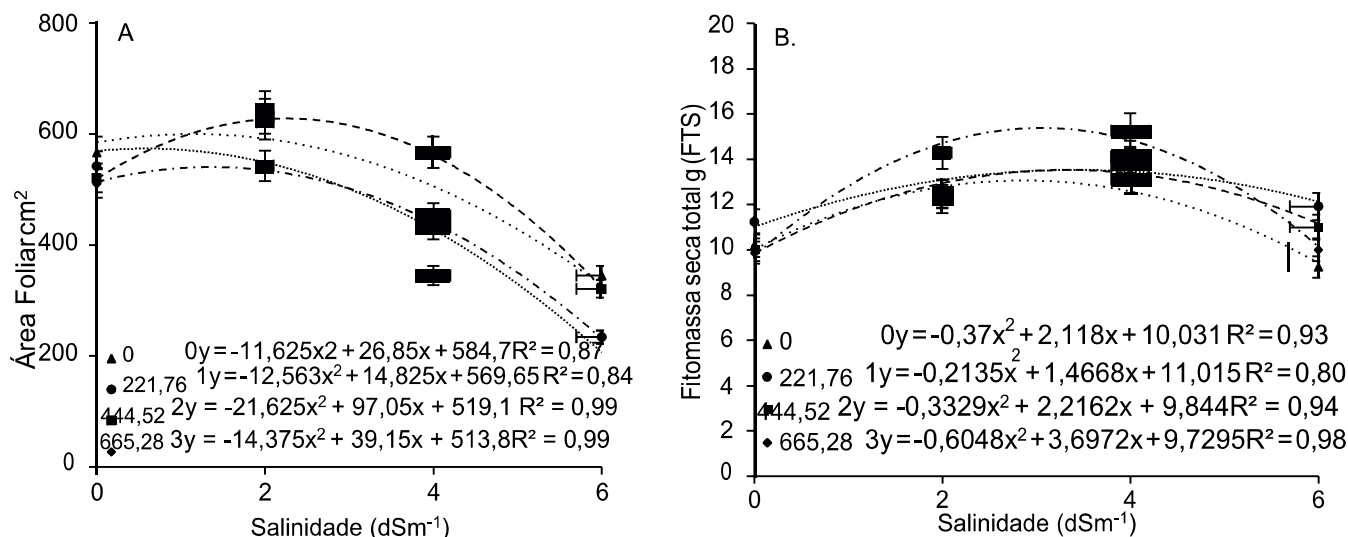 A
800
600
400
200
0
Área Foliarcm2
0 0y = -11,625x2 + 26,85x + 584,7R² = 0,87
221,76 1y = -12,563x² + 14,825x + 569,65 R² = 0,84
444,52 2y = -21,625x² + 97,05x + 519,1 R² = 0,99
665,28 3y = -14,375x² + 39,15x + 513,8R² = 0,99
0 2 4 6
Salinidade (dSm⁻¹)
B.
20
18
16
14
12
10
8
6
4
2
0
Fitomassa secatotal g (FTS)
0 0y = -0,37x² + 2,118x + 10,031 R² = 0,93
221,76 1y = -0,2135x² + 1,4668x + 11,015 R² = 0,80
444,52 2y = -0,3329x² + 2,2162x + 9,844 R² = 0,94
665,28 3y = -0,6048x² + 3,6972x + 9,7295R² = 0,98
0 2 4 6
Salinidade (dSm⁻¹)